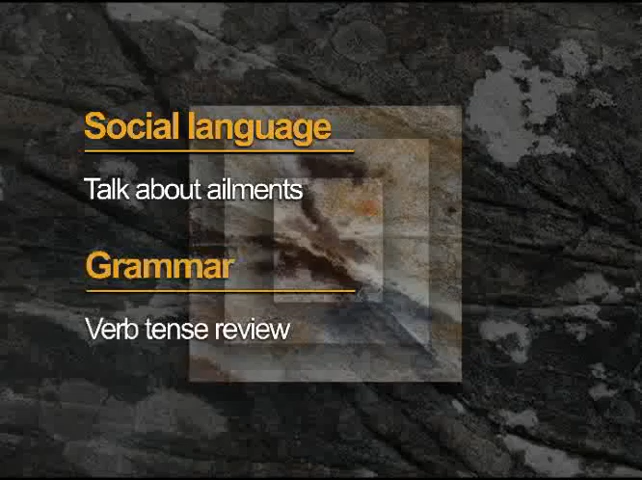 Social language
Talk about ailments
Grammar
Verb tense review